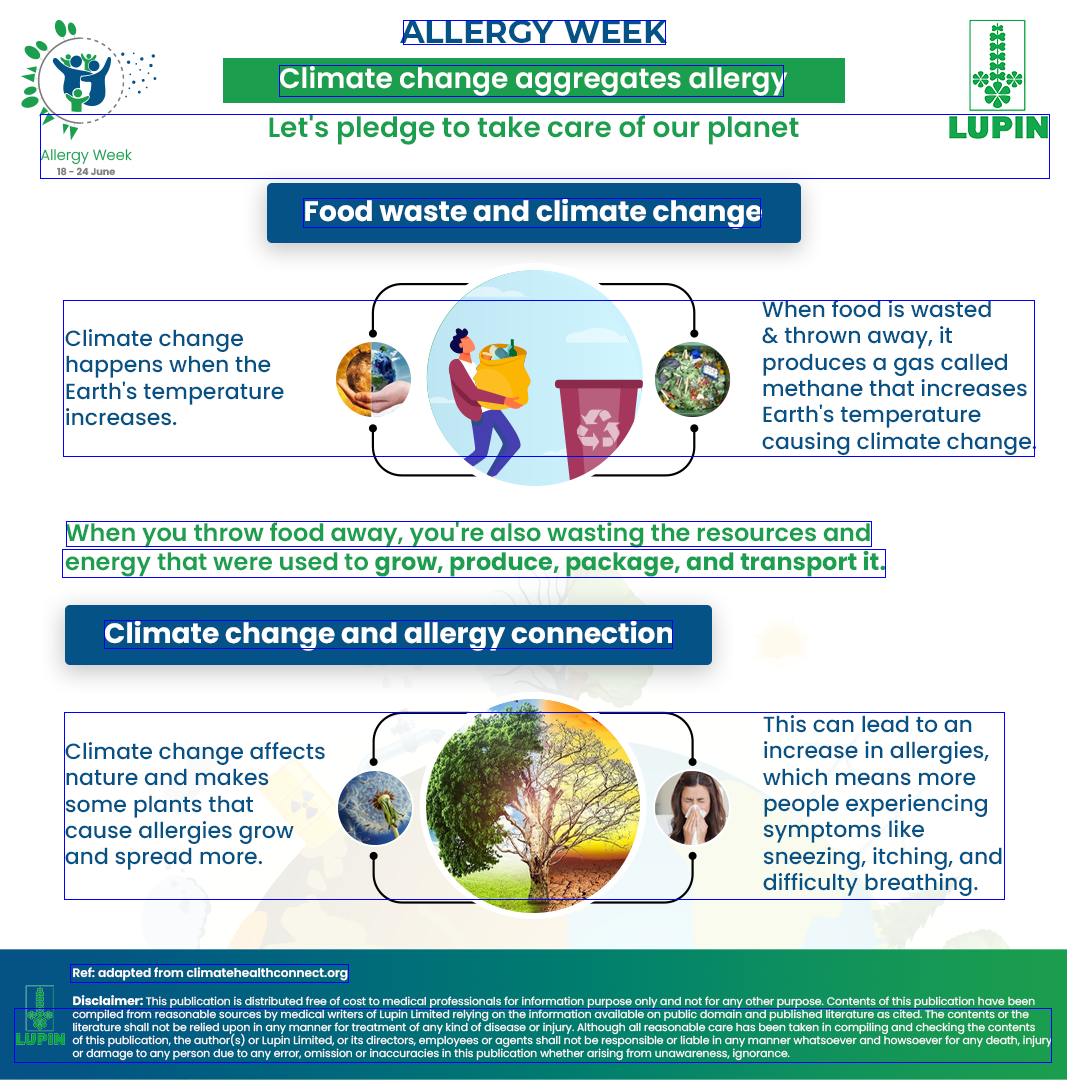 ALLERGY WEEK
Climate change aggregates allergy
Let's pledge to take care of our planet
LUPIN
Allergy Week
18 - 24 June
Food waste and climate change
Climate change
happens when the
Earth's temperature
increases.
When food is wasted
& thrown away, it
produces a gas called
methane that increases
Earth's temperature
causing climate change.
When you throw food away, you're also wasting the resources and
energy that were used to grow, produce, package, and transport it.
Climate change and allergy connection
Climate change affects
nature and makes
some plants that
cause allergies grow
and spread more.
This can lead to an
increase in allergies,
which means more
people experiencing
symptoms like
sneezing, itching, and
difficulty breathing.
Ref: adapted from climatehealthconnect.org
Disclaimer: This publication is distributed free of cost to medical professionals for information purpose only and not for any other purpose. Contents of this publication have been
compiled from reasonable sources by medical writers of Lupin Limited relying on the information available on public domain and published literature as cited. The contents or the
literature shall not be relied upon in any manner for treatment of any kind of disease or injury. Although all reasonable care has been taken in compiling and checking the contents
of this publication, the author(s) or Lupin Limited, or its directors, employees or agents shall not be responsible or liable in any manner whatsoever and howsoever for any death, injury
or damage to any person due to any error, omission or inaccuracies in this publication whether arising from unawareness, ignorance.
LUPIN